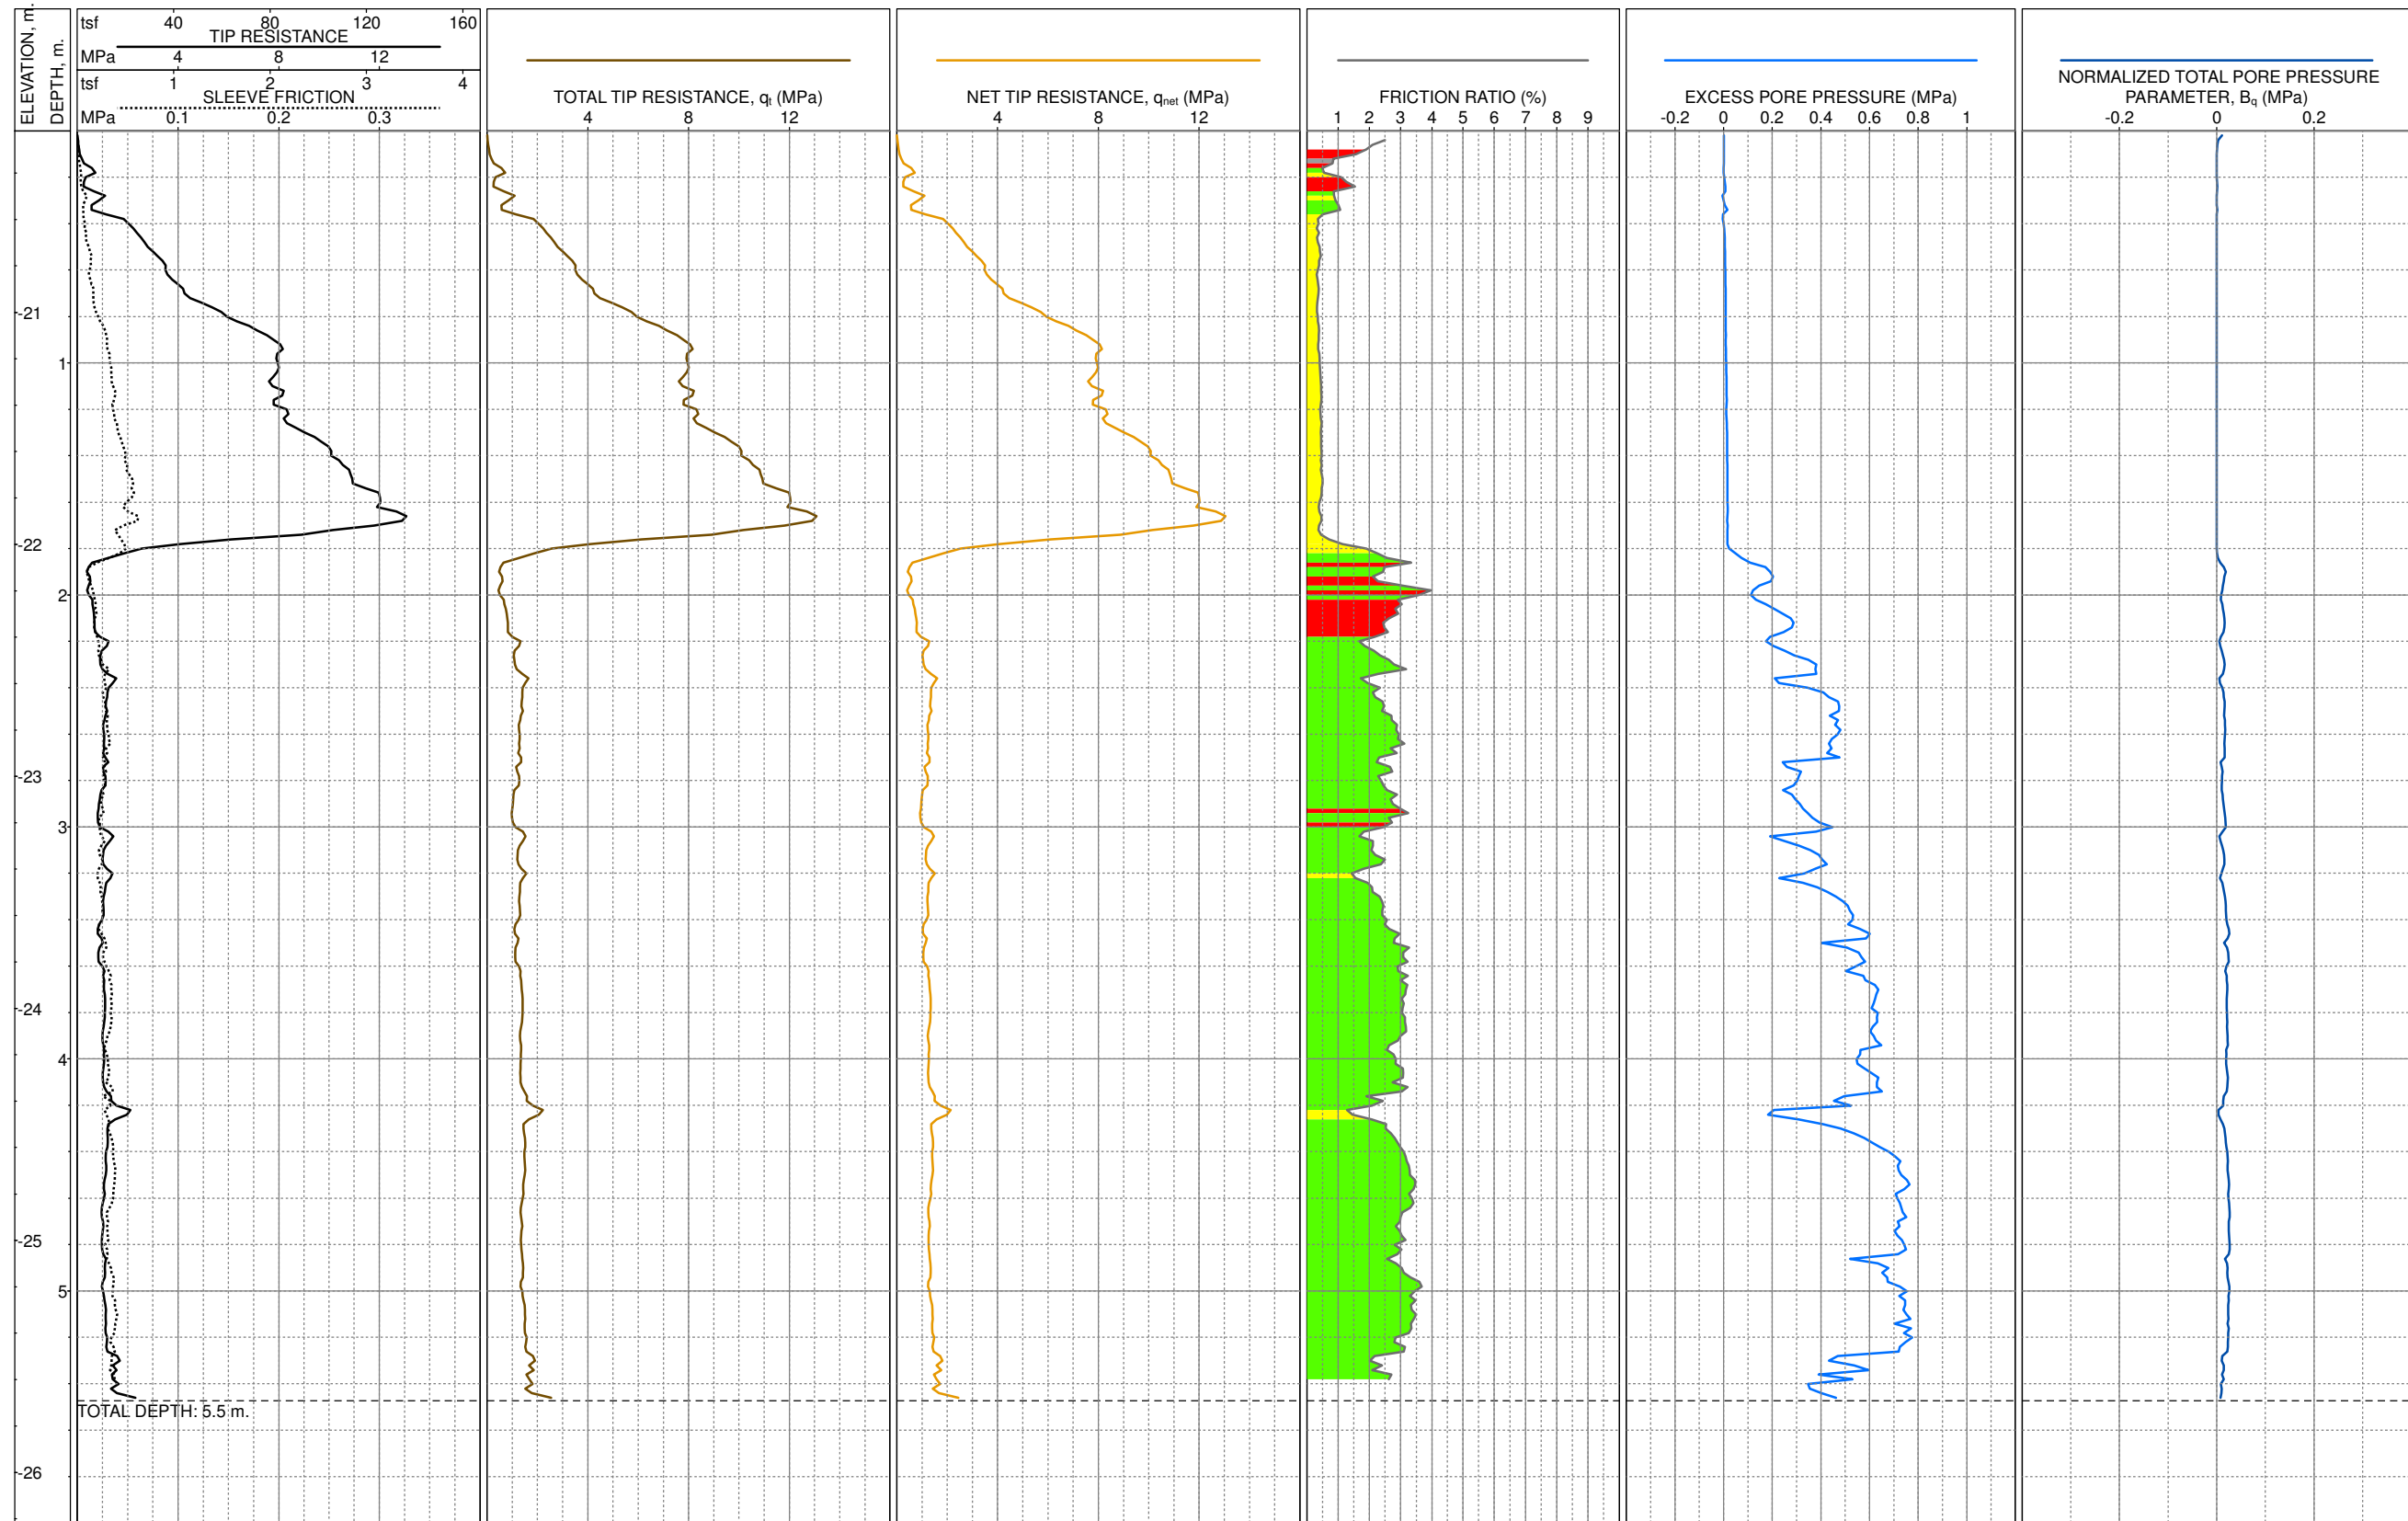 ELEVATION, m.
DEPTH, m.
tsf 40 80 120 160
TIP RESISTANCE
MPa 4 8 12
tsf 1 2 3 4
SLEEVE FRICTION
MPa 0.1 0.2 0.3
TOTAL TIP RESISTANCE, qt (MPa)
4 8 12
NET TIP RESISTANCE, qnet (MPa)
4 8 12
FRICTION RATIO (%)
1 2 3 4 5 6 7 8 9
EXCESS PORE PRESSURE (MPa)
-0.2 0 0.2 0.4 0.6 0.8 1
NORMALIZED TOTAL PORE PRESSURE
PARAMETER, Bq (MPa)
-0.2 0 0.2
-21
1
-22
2
-23
3
-24
4
-25
5
TOTAL DEPTH: 5.5 m.
-26